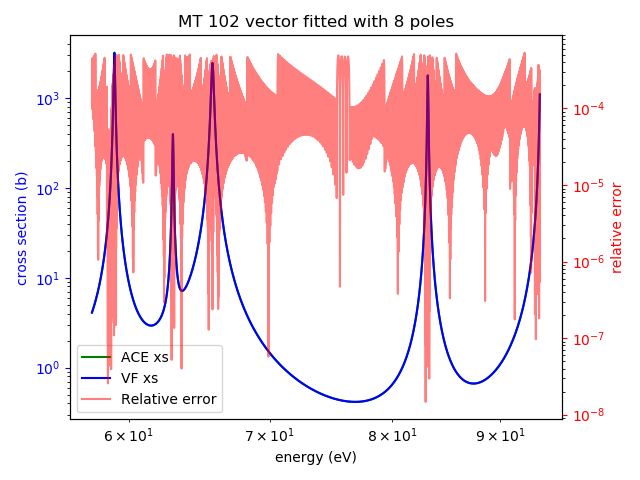 MT 102 vector fitted with 8 poles
cross section (b)
10³
10²
10¹
10⁰
10⁻⁴
10⁻⁵
10⁻⁶
10⁻⁷
10⁻⁸
relative error
ACE xs
VF xs
Relative error
6 × 10¹ 7 × 10¹ 8 × 10¹ 9 × 10¹
energy (eV)